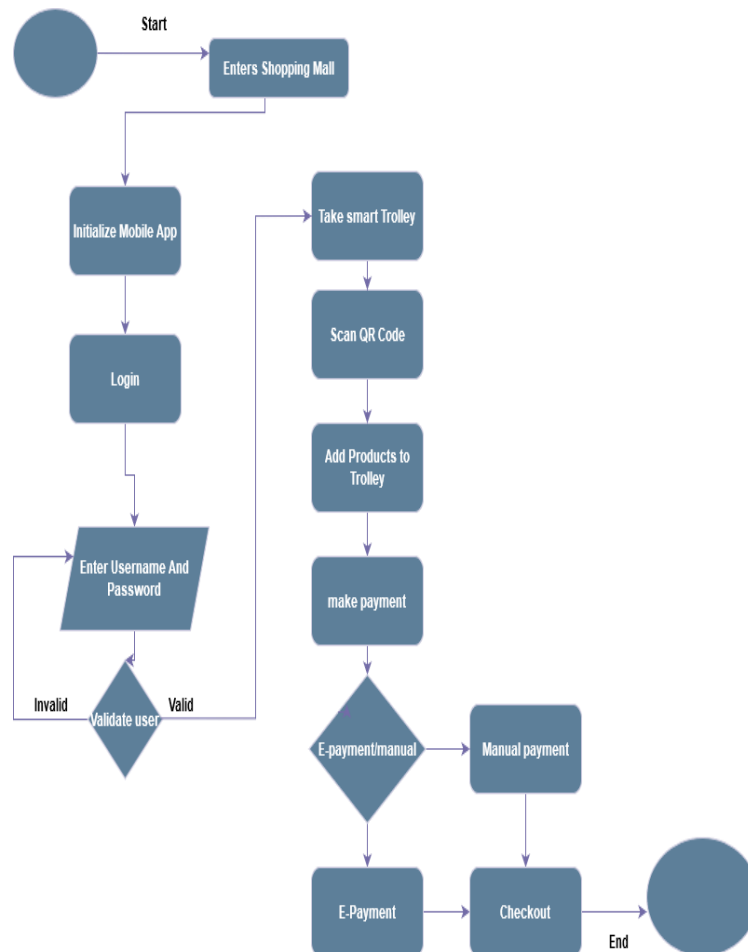 Start
Enters Shopping Mall
Initialize Mobile App
Login
Enter Username And
Password
Invalid
Validate user
Valid
Take smart Trolley
Scan QR Code
Add Products to
Trolley
make payment
E-payment/manual
Manual payment
E-Payment
Checkout
End